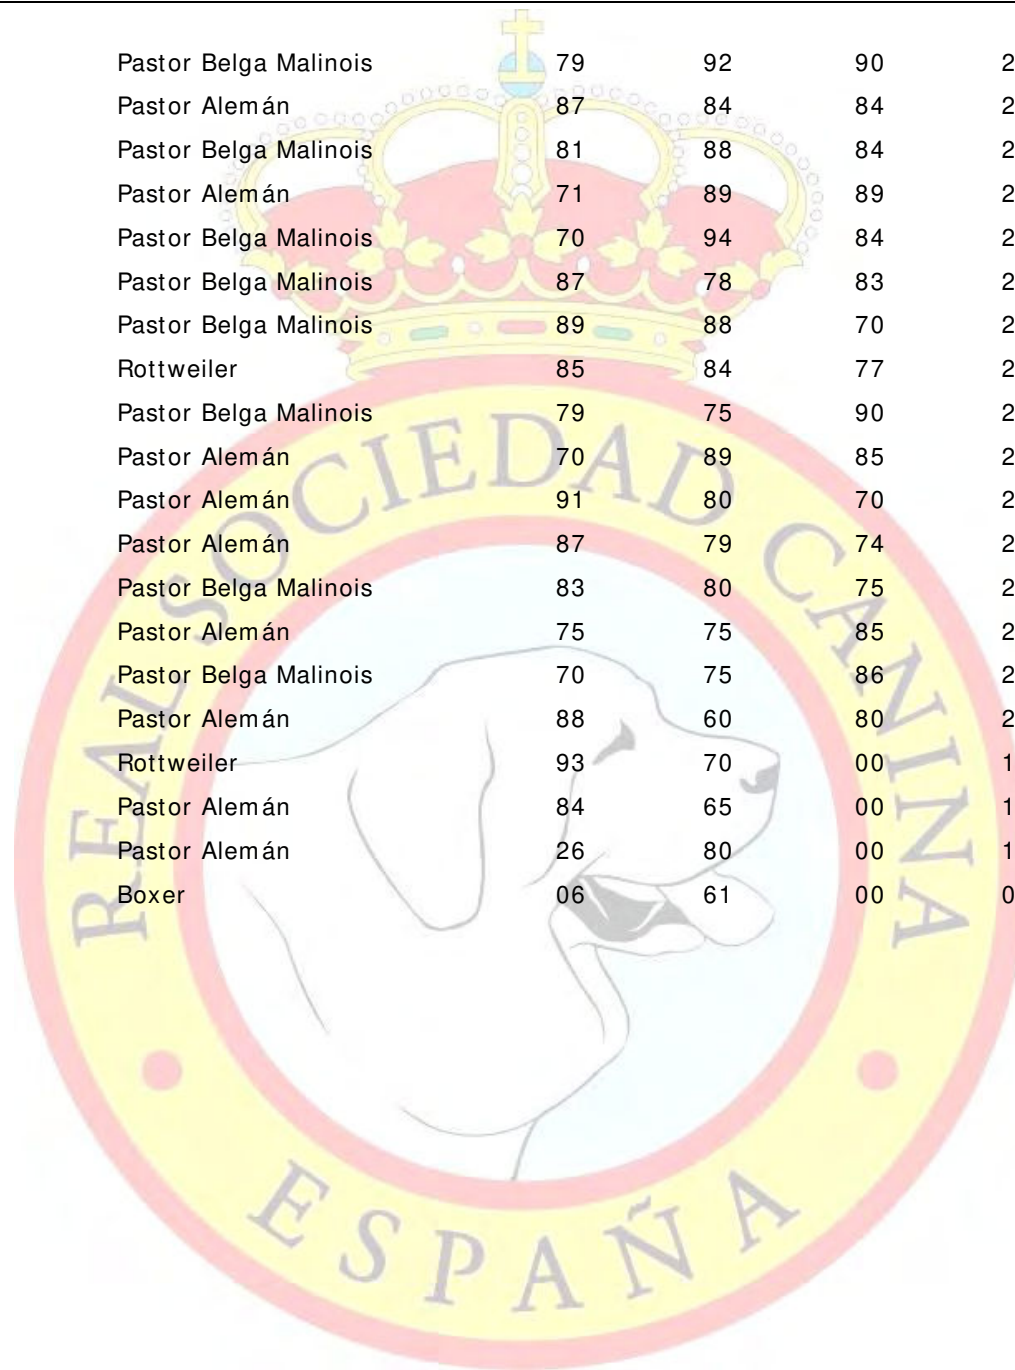 Pastor Belga Malinois 79 92 90 2
Pastor Alemán 87 84 84 2
Pastor Belga Malinois 81 88 84 2
Pastor Alemán 71 89 89 2
Pastor Belga Malinois 70 94 84 2
Pastor Belga Malinois 87 78 83 2
Pastor Belga Malinois 89 88 70 2
Rottweiler 85 84 77 2
Pastor Belga Malinois 79 75 90 2
Pastor Alemán 70 89 85 2
Pastor Alemán 91 80 70 2
Pastor Alemán 87 79 74 2
Pastor Belga Malinois 83 80 75 2
Pastor Alemán 75 75 85 2
Pastor Belga Malinois 70 75 86 2
Pastor Alemán 88 60 80 2
Rottweiler 93 70 00 1
Pastor Alemán 84 65 00 1
Pastor Alemán 26 80 00 1
Boxer 06 61 00 0
REAL SOCIEDAD CANINA
ESPAÑA